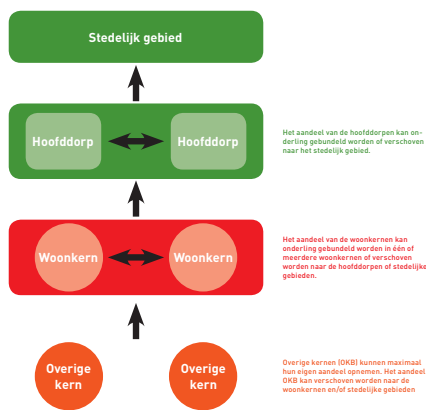 Stedelijk gebied
Hoofddorp
Hoofddorp
Het aandeel van de hoofddorpen kan on-
derling gebundeld worden of verschoven
naar het stedelijk gebied.
Woonkern
Woonkern
Het aandeel van de woonkernen kan
onderling gebundeld worden in één of
meerdere woonkernen of verschoven
worden naar de hoofddorpen of stedelijke
gebieden.
Overige
kern
Overige
kern
Overige kernen (OKB) kunnen maximaal
hun eigen aandeel opnemen. Het aandeel
OKB kan verschoven worden naar de
woonkernen en/of stedelijke gebieden